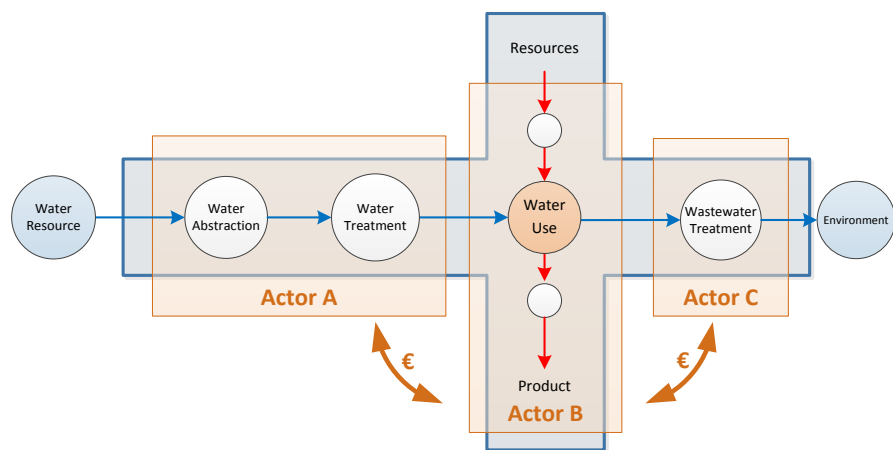 Resources
Water
Resource
Water
Abstraction
Water
Treatment
Water
Use
Wastewater
Treatment
Environment
Actor A
Actor C
€
€
Product
Actor B